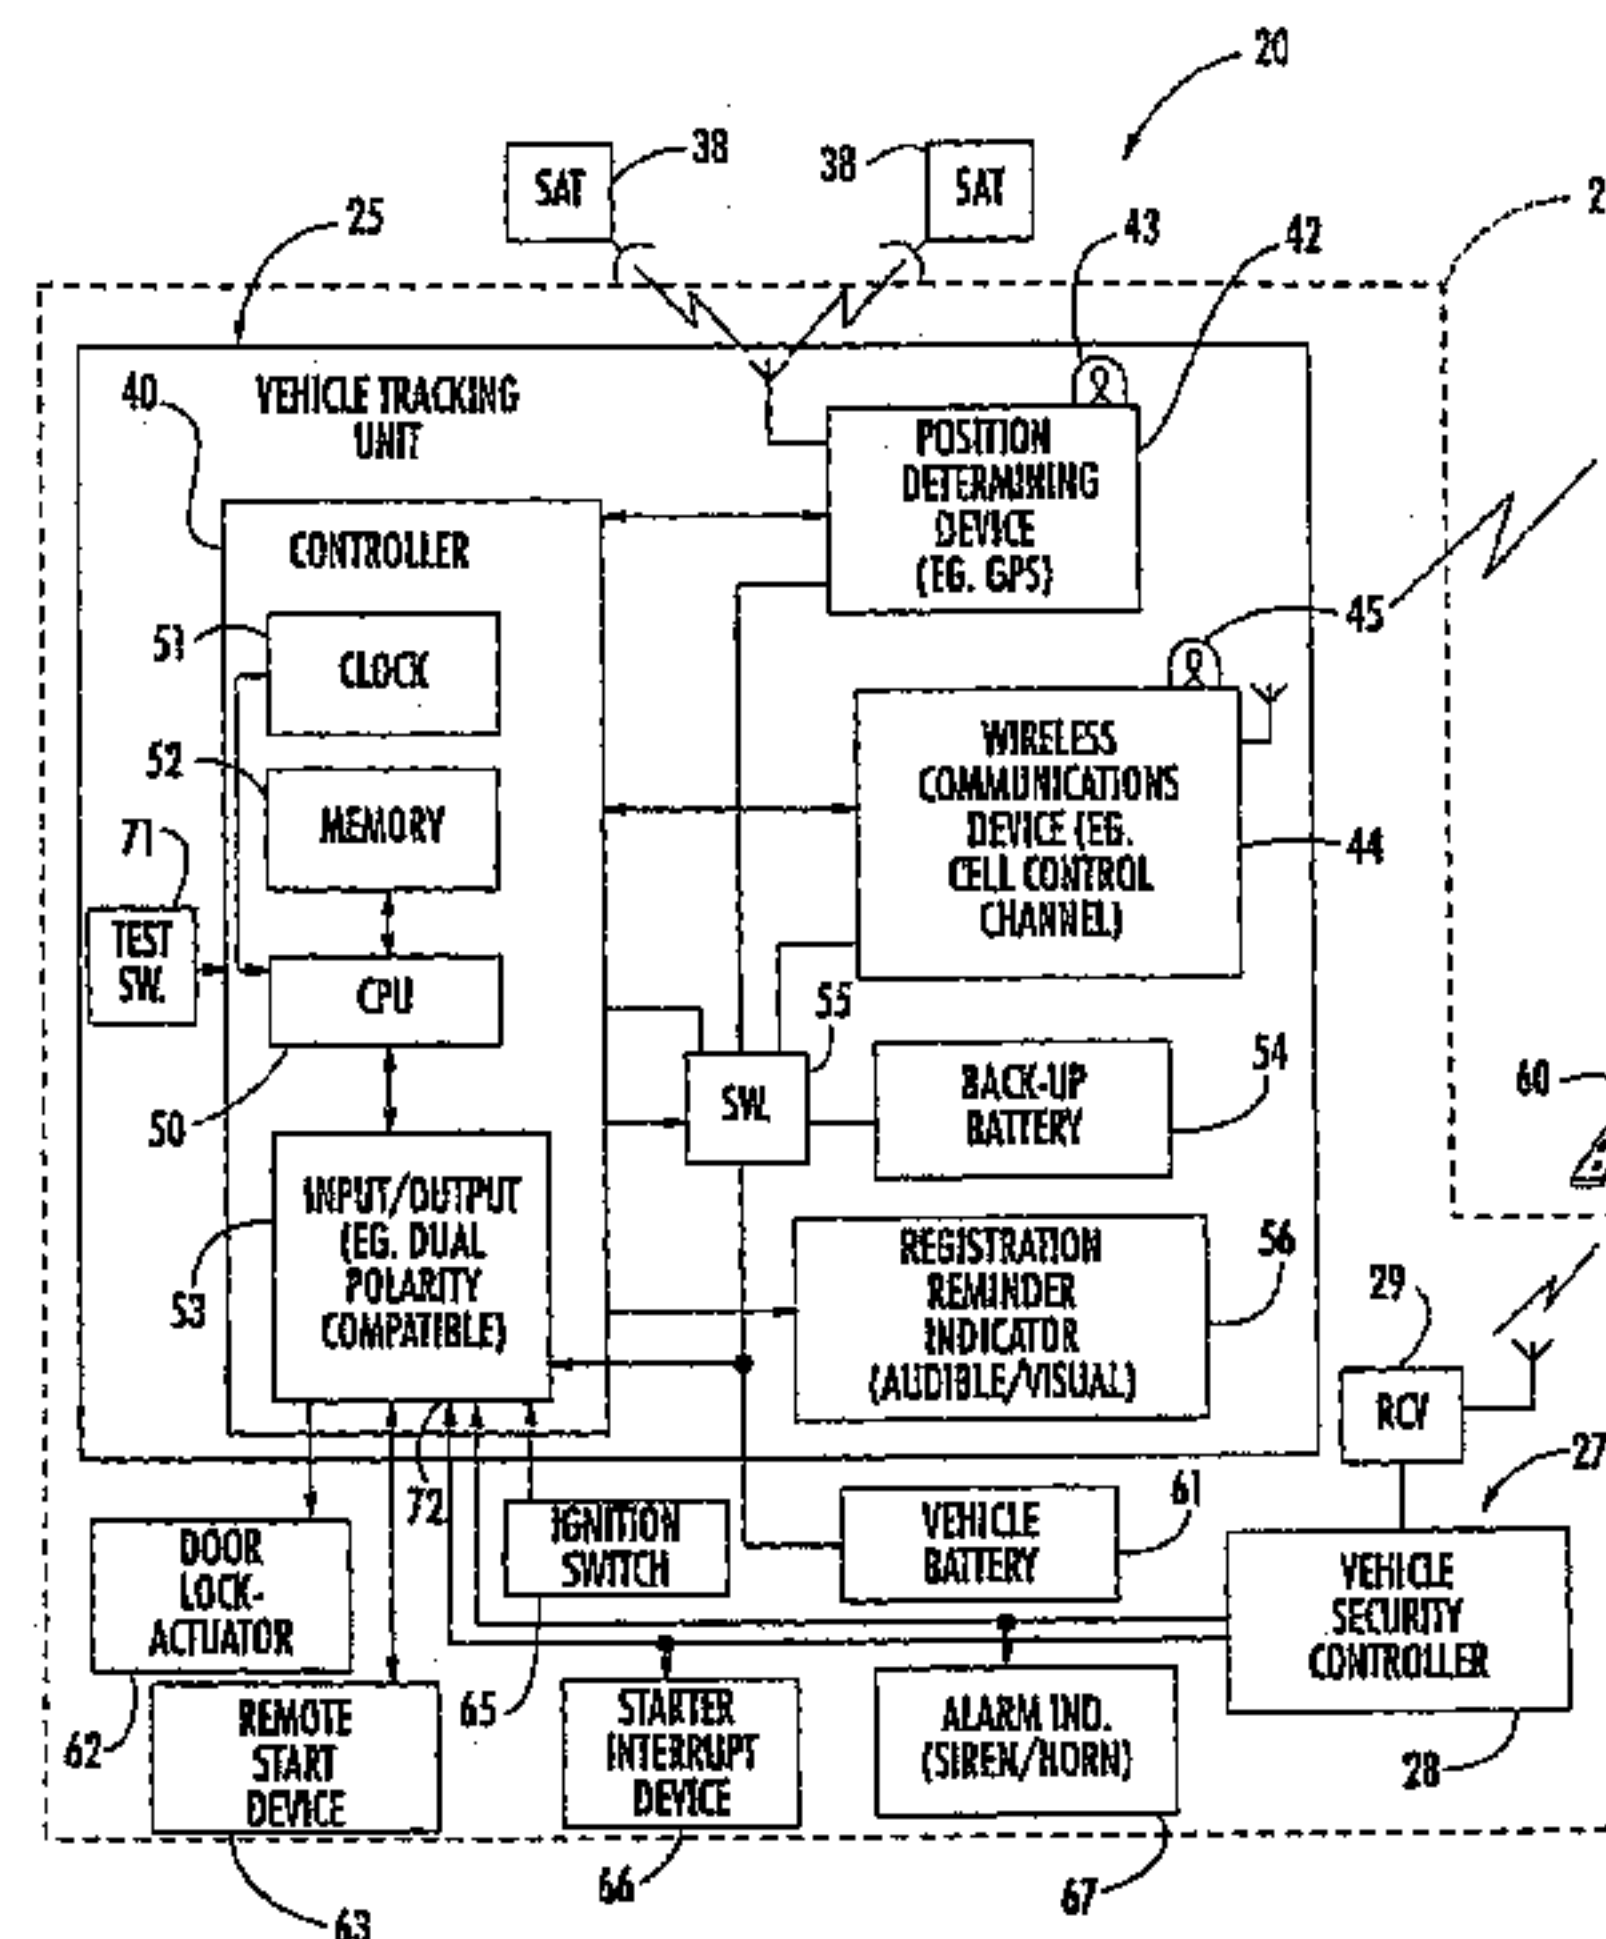 20
SAT
38
38
SAT
2
25
43
42
40
VEHICLE TRACKING
UNIT
POSITION
DETERMINING
DEVICE
(EG. GPS)
CONTROLLER
51
CLOCK
45
52
MEMORY
WIRELESS
COMMUNICATIONS
DEVICE (EG.
CELL CONTROL
CHANNEL)
44
71
TEST
SW.
CPU
50
55
SW.
BACK-UP
BATTERY
54
60
INPUT/OUTPUT
(EG. DUAL
POLARITY
COMPATIBLE)
53
REGISTRATION
REMINDER
INDICATOR
(AUDIBLE/VISUAL)
56
29
RCV
27
72
IGNITION
SWITCH
VEHICLE
BATTERY
61
DOOR
LOCK-
ACTUATOR
VEHICLE
SECURITY
CONTROLLER
62
REMOTE
START
DEVICE
65
STARTER
INTERRUPT
DEVICE
ALARM IND.
(SIREN/HORN)
28
63
66
67